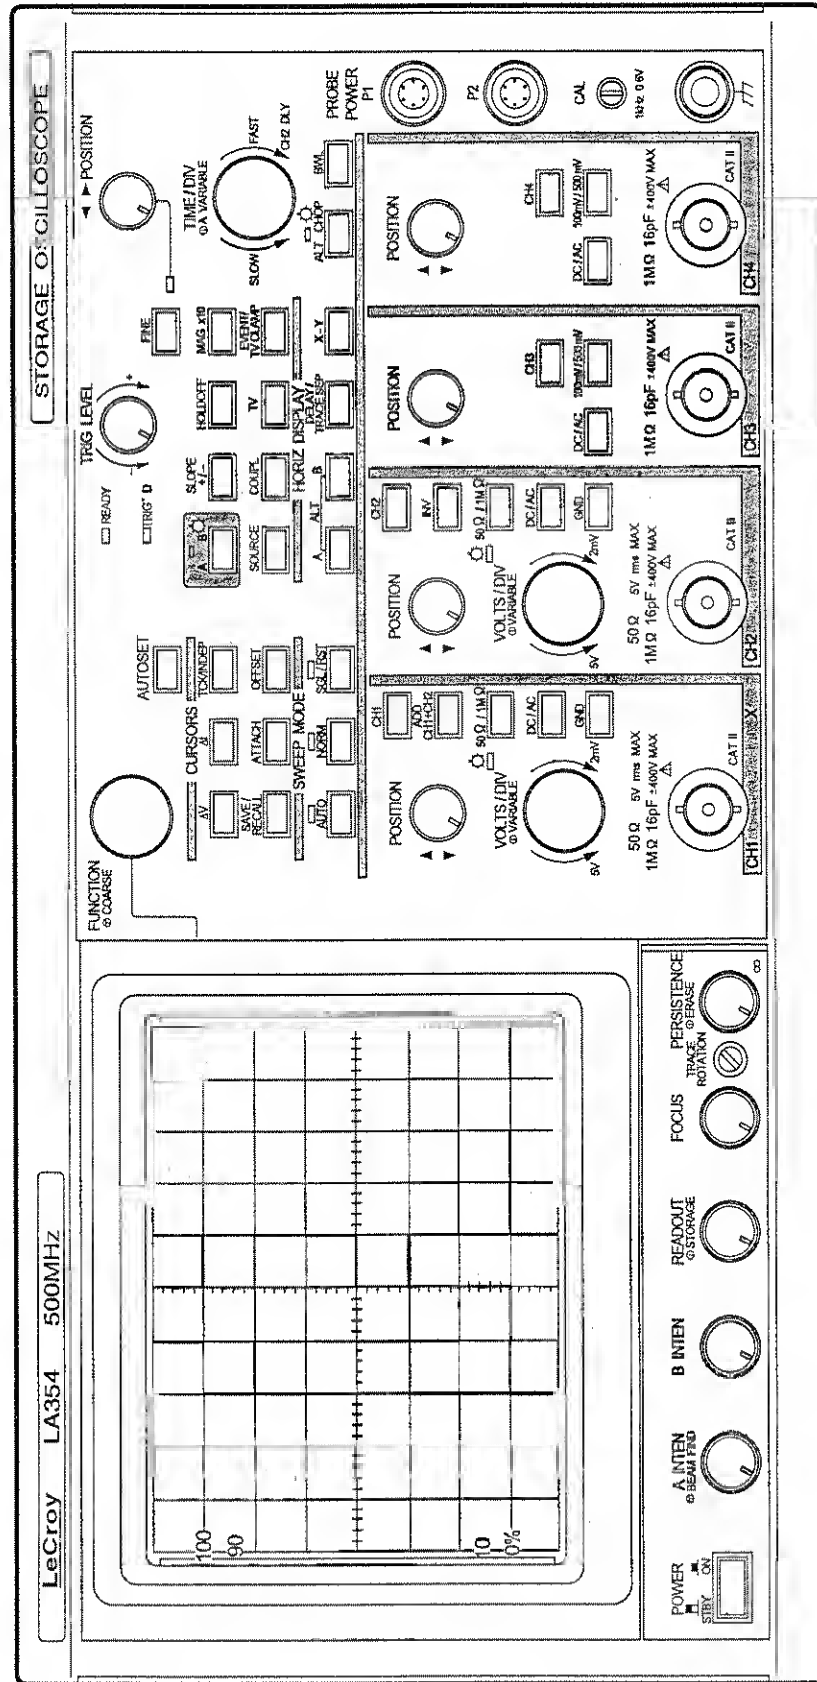 LeCroy LA354 500MHz
STORAGE OSCILLOSCOPE
100
90
10
0%
POWER
STBY ON
A INTEN
BEAM FIND
B INTEN
READOUT
STORAGE
FOCUS
TRACE
ROTATION
PERSISTENCE
ERASE
∞
FUNCTION
COARSE
AUTOSET
CURSORS
ΔV
Δt
TCK/INDEP
SAVE/
RECALL
ATTACH
OFFSET
SWEEP MODE
AUTO
NORM
SGL/RST
READY
TRIG'D
TRIG LEVEL
- +
◀ ▶ POSITION
A B
SLOPE
+/-
HOLDOFF
FINE
MAG x10
SOURCE
COUPL
TV
EVENT/
TV CLAMP
HORIZ DISPLAY
A
ALT
B
DELAY/
TRACE SEP
X-Y
TIME/DIV
A VARIABLE
SLOW
FAST
CH2 DLY
ALT CHOP
BWL
PROBE
POWER
P1
P2
CAL
1kHz 0.6V
POSITION
▲
▼
CH1
ADD
CH1+CH2
50Ω/1MΩ
VOLTS/DIV
VARIABLE
5V
2mV
DC/AC
GND
50Ω 5V rms MAX
1MΩ 16pF ±400V MAX
CAT II
CH1 X
POSITION
▲
▼
CH2
INV
50Ω/1MΩ
VOLTS/DIV
VARIABLE
5V
2mV
DC/AC
GND
50Ω 5V rms MAX
1MΩ 16pF ±400V MAX
CAT II
CH2
POSITION
▲
▼
CH3
DC/AC
100mV/500mV
1MΩ 16pF ±400V MAX
CAT II
CH3
POSITION
▲
▼
CH4
DC/AC
100mV/500mV
1MΩ 16pF ±400V MAX
CAT II
CH4